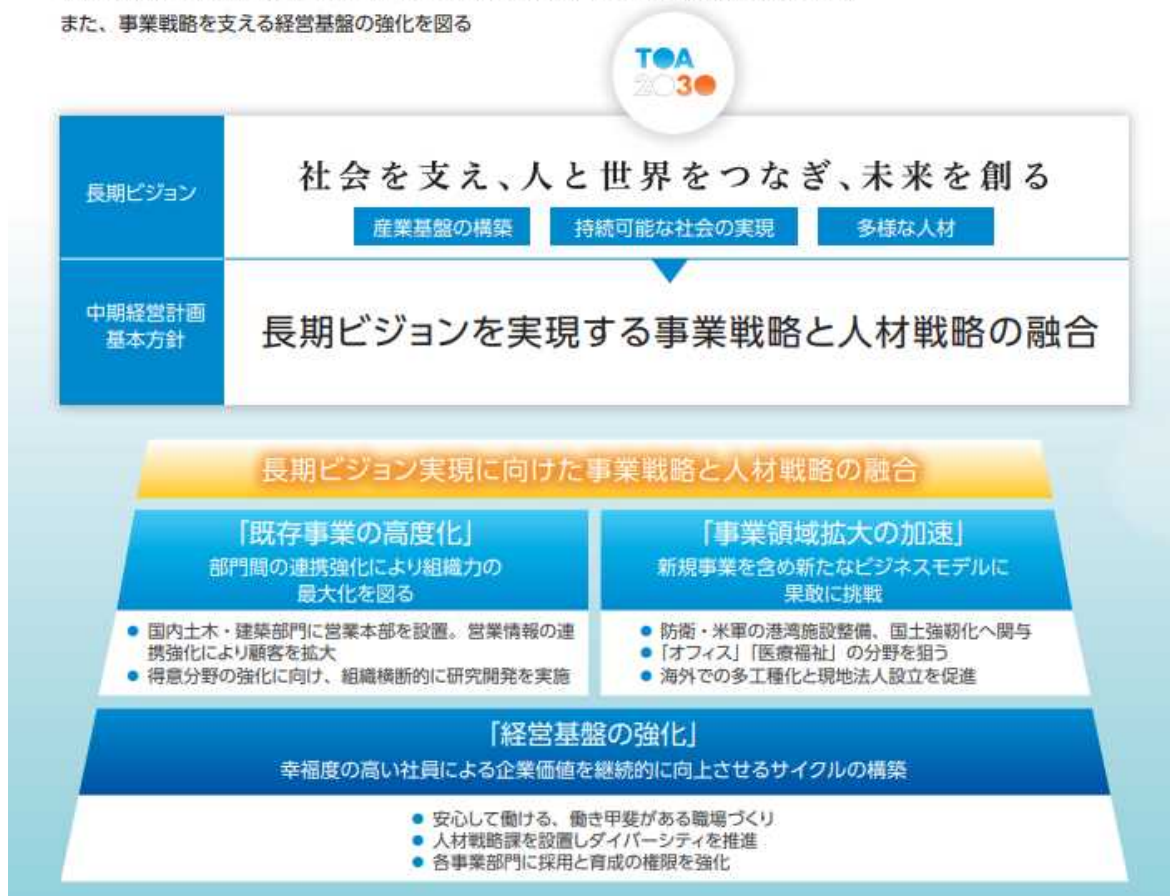 また、事業戦略を支える経営基盤の強化を図る
TOA
2030
長期ビジョン
社会を支え、人と世界をつなぎ、未来を創る
産業基盤の構築
持続可能な社会の実現
多様な人材
中期経営計画
基本方針
長期ビジョンを実現する事業戦略と人材戦略の融合
長期ビジョン実現に向けた事業戦略と人材戦略の融合
「既存事業の高度化」
部門間の連携強化により組織力の
最大化を図る
● 国内土木・建築部門に営業本部を設置。営業情報の連
携強化により顧客を拡大
● 得意分野の強化に向け、組織横断的に研究開発を実施
「事業領域拡大の加速」
新規事業を含め新たなビジネスモデルに
果敢に挑戦
● 防衛・米軍の港湾施設整備、国土強靭化へ関与
● 「オフィス」「医療福祉」の分野を狙う
● 海外での多工種化と現地法人設立を促進
「経営基盤の強化」
幸福度の高い社員による企業価値を継続的に向上させるサイクルの構築
● 安心して働ける、働き甲斐がある職場づくり
● 人材戦略課を設置しダイバーシティを推進
● 各事業部門に採用と育成の権限を強化